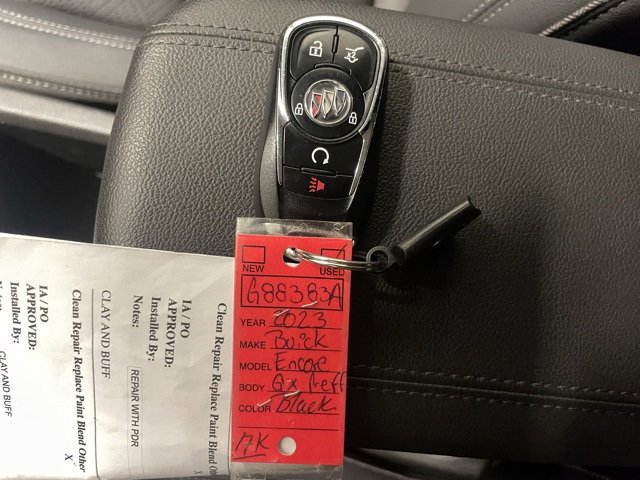 x2
NEW USED
G88383A
YEAR 2023
MAKE Buick
MODEL Encore
BODY Gx Preff
COLOR Black
17K
Clean Repair Replace Paint Blend Other
X
IA / PO
APPROVED:
Installed By:
Notes:
REPAIR WITH PDR
CLAY AND BUFF
Clean Repair Replace Paint Blend Other
X
IA / PO
APPROVED:
Installed By:
Notes:
CLAY AND BUFF